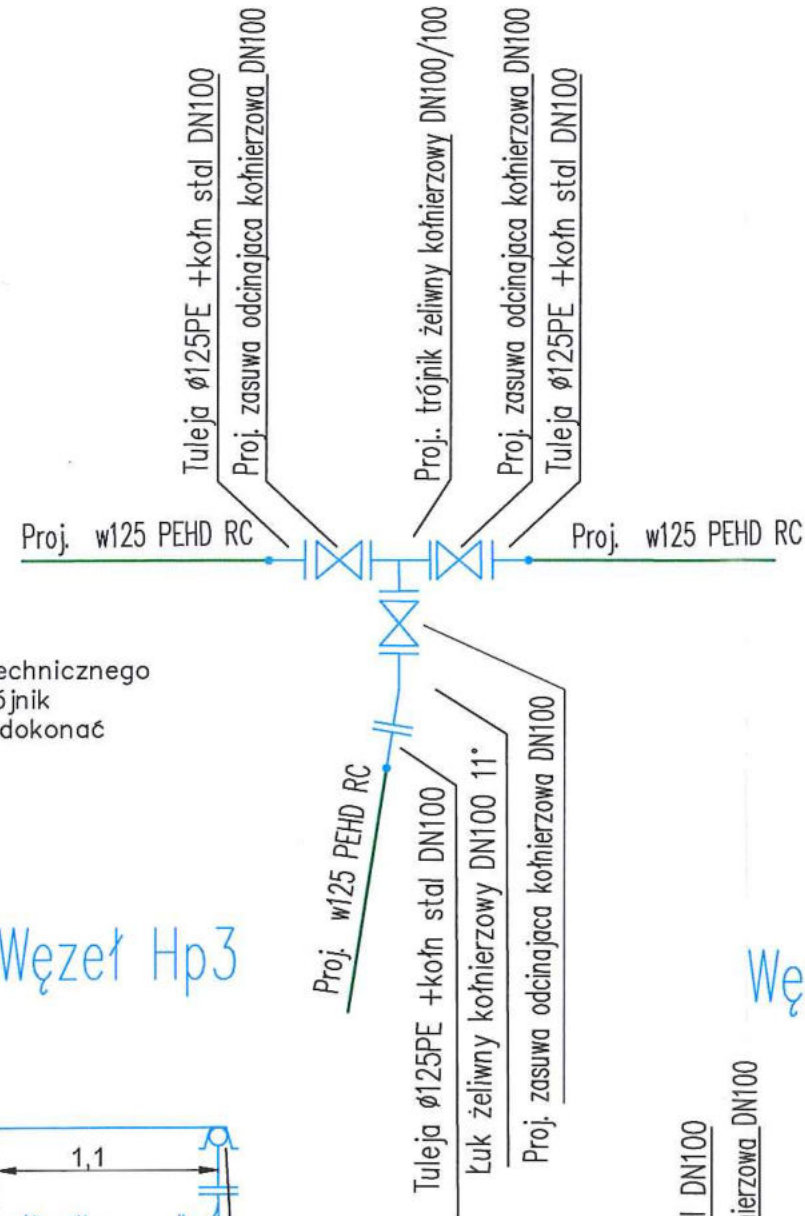 Tuleja ø125PE +kołn stal DN100
Proj. zasuwa odcinajaca kołnierzowa DN100
Proj.. trójnik żeliwny kołnierzowy DN100/100
Proj. zasuwa odcinajaca kołnierzowa DN100
Tuleja ø125PE +kołn stal DN100
Proj. w125 PEHD RC
Proj. w125 PEHD RC
echnicznego
ójnik
dokonać
Proj. w125 PEHD RC
Tuleja ø125PE +kołn stal DN100
Łuk żeliwny kołnierzowy DN100 11°
Proj. zasuwa odcinajaca kołnierzowa DN100
Węzeł Hp3
Wę
1,1
l DN100
ierzowa DN100